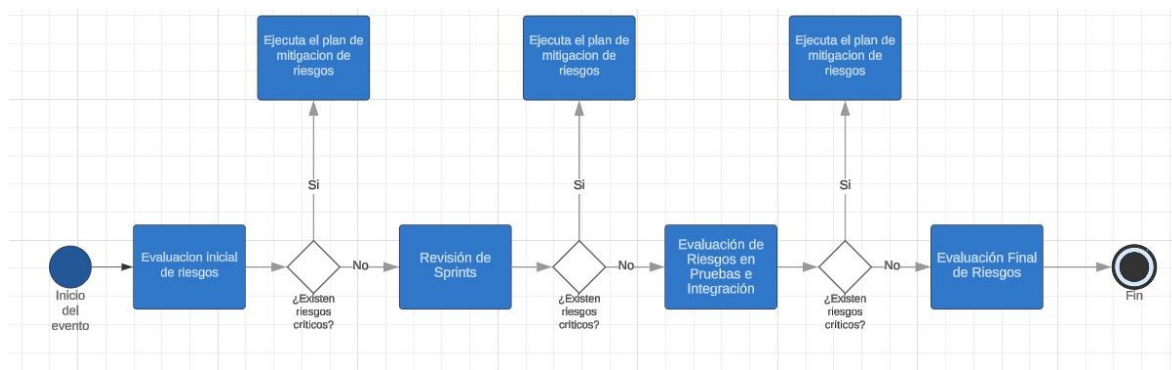 Ejecuta el plan de
mitigacion de
riesgos
Ejecuta el plan de
mitigacion de
riesgos
Ejecuta el plan de
mitigacion de
riesgos
Si
Si
Si
Evaluacion inicial
de riesgos
No
Revisión de
Sprints
No
Evaluación de
Riesgos en
Pruebas e
Integración
No
Evaluación Final
de Riesgos
Inicio
del
evento
¿Existen
riesgos
críticos?
¿Existen
riesgos
críticos?
¿Existen
riesgos
críticos?
Fin